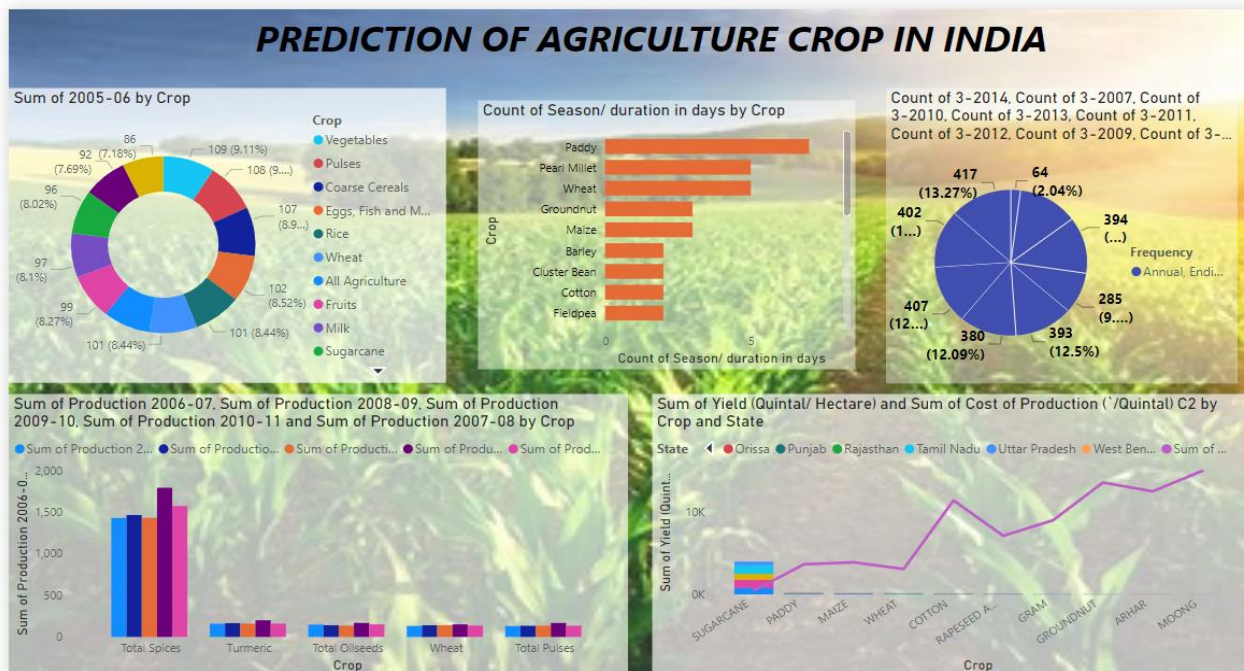 PREDICTION OF AGRICULTURE CROP IN INDIA
Sum of 2005-06 by Crop
86
(7.18%)
92
(7.69%)
96
(8.02%)
97
(8.1%)
99
(8.27%)
101 (8.44%)
101 (8.44%)
102
(8.52%)
107
(8.9...)
108 (9....)
109 (9.11%)
Crop
Vegetables
Pulses
Coarse Cereals
Eggs, Fish and M...
Rice
Wheat
All Agriculture
Fruits
Milk
Sugarcane
Count of Season/ duration in days by Crop
Crop
Paddy
Pearl Millet
Wheat
Groundnut
Maize
Barley
Cluster Bean
Cotton
Fieldpea
0
5
Count of Season/ duration in days
Count of 3-2014, Count of 3-2007, Count of
3-2010, Count of 3-2013, Count of 3-2011,
Count of 3-2012, Count of 3-2009, Count of 3-...
417
(13.27%)
64
(2.04%)
402
(1...)
394
(...)
407
(12...)
285
(9....)
380
(12.09%)
393
(12.5%)
Frequency
Annual, Endi...
Sum of Production 2006-07, Sum of Production 2008-09, Sum of Production
2009-10, Sum of Production 2010-11 and Sum of Production 2007-08 by Crop
Sum of Production 2... Sum of Productio... Sum of Producti... Sum of Produ... Sum of Prod...
Sum of Production 2006-0...
2,000
1,500
1,000
500
0
Total Spices Turmeric Total Oilseeds Wheat Total Pulses
Crop
Sum of Yield (Quintal/ Hectare) and Sum of Cost of Production (`/Quintal) C2 by
Crop and State
State Orissa Punjab Rajasthan Tamil Nadu Uttar Pradesh West Ben... Sum of ...
Sum of Yield (Quint...
10K
0K
SUGARCANE PADDY MAIZE WHEAT COTTON RAPESEED A... GRAM GROUNDNUT ARHAR MOONG
Crop